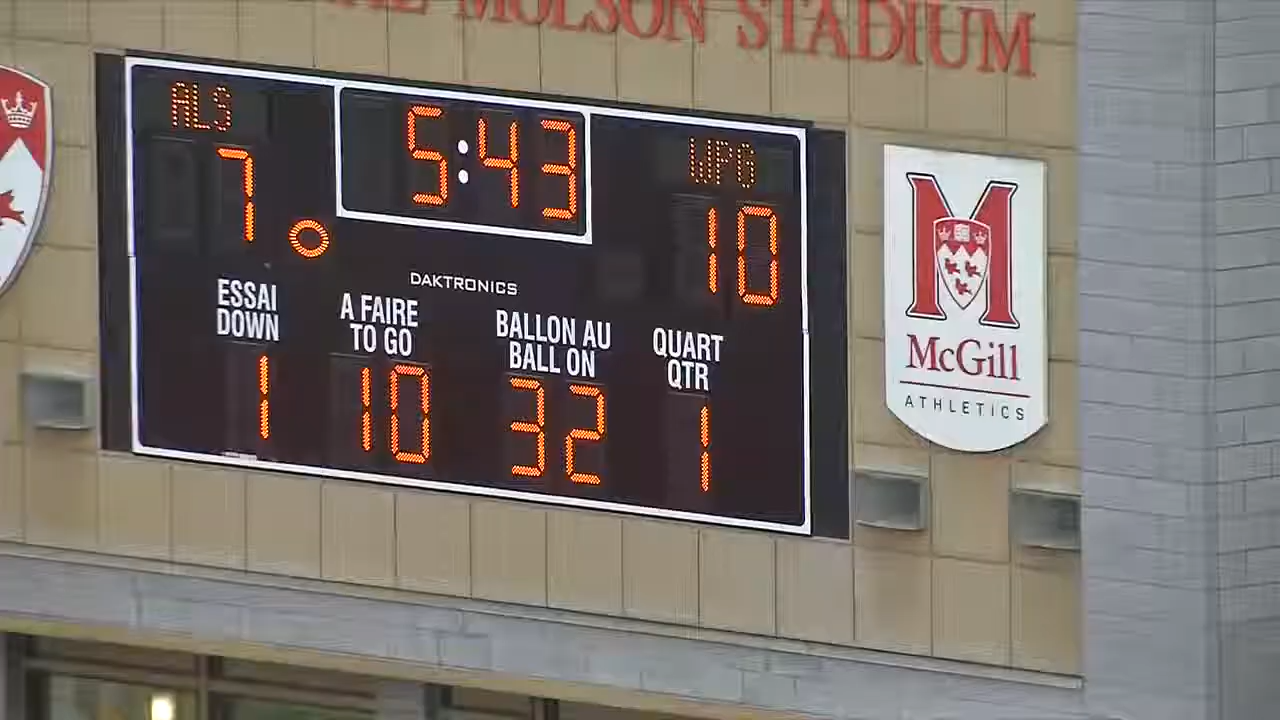 MOLSON STADIUM
ALS
5:43
WPG
7
10
DAKTRONICS
ESSAI
DOWN
A FAIRE
TO GO
BALLON AU
BALL ON
QUART
QTR
1
10
32
1
McGill
ATHLETICS